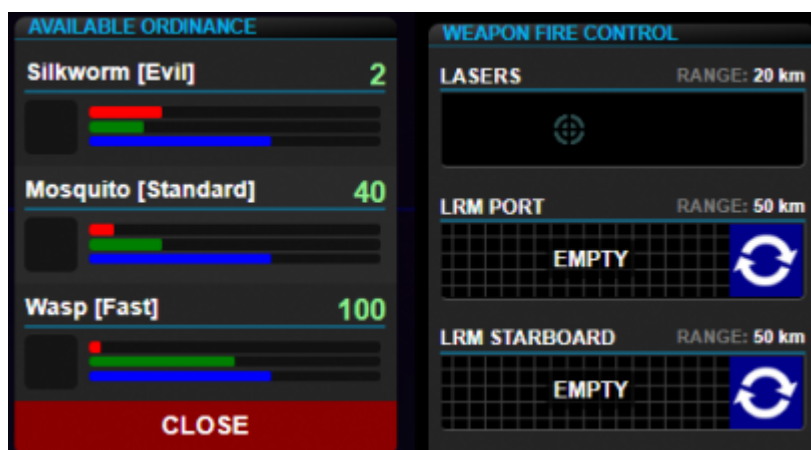 AVAILABLE ORDINANCE
Silkworm [Evil] 2
Mosquito [Standard] 40
Wasp [Fast] 100
CLOSE
WEAPON FIRE CONTROL
LASERS RANGE: 20 km
LRM PORT RANGE: 50 km
EMPTY
LRM STARBOARD RANGE: 50 km
EMPTY